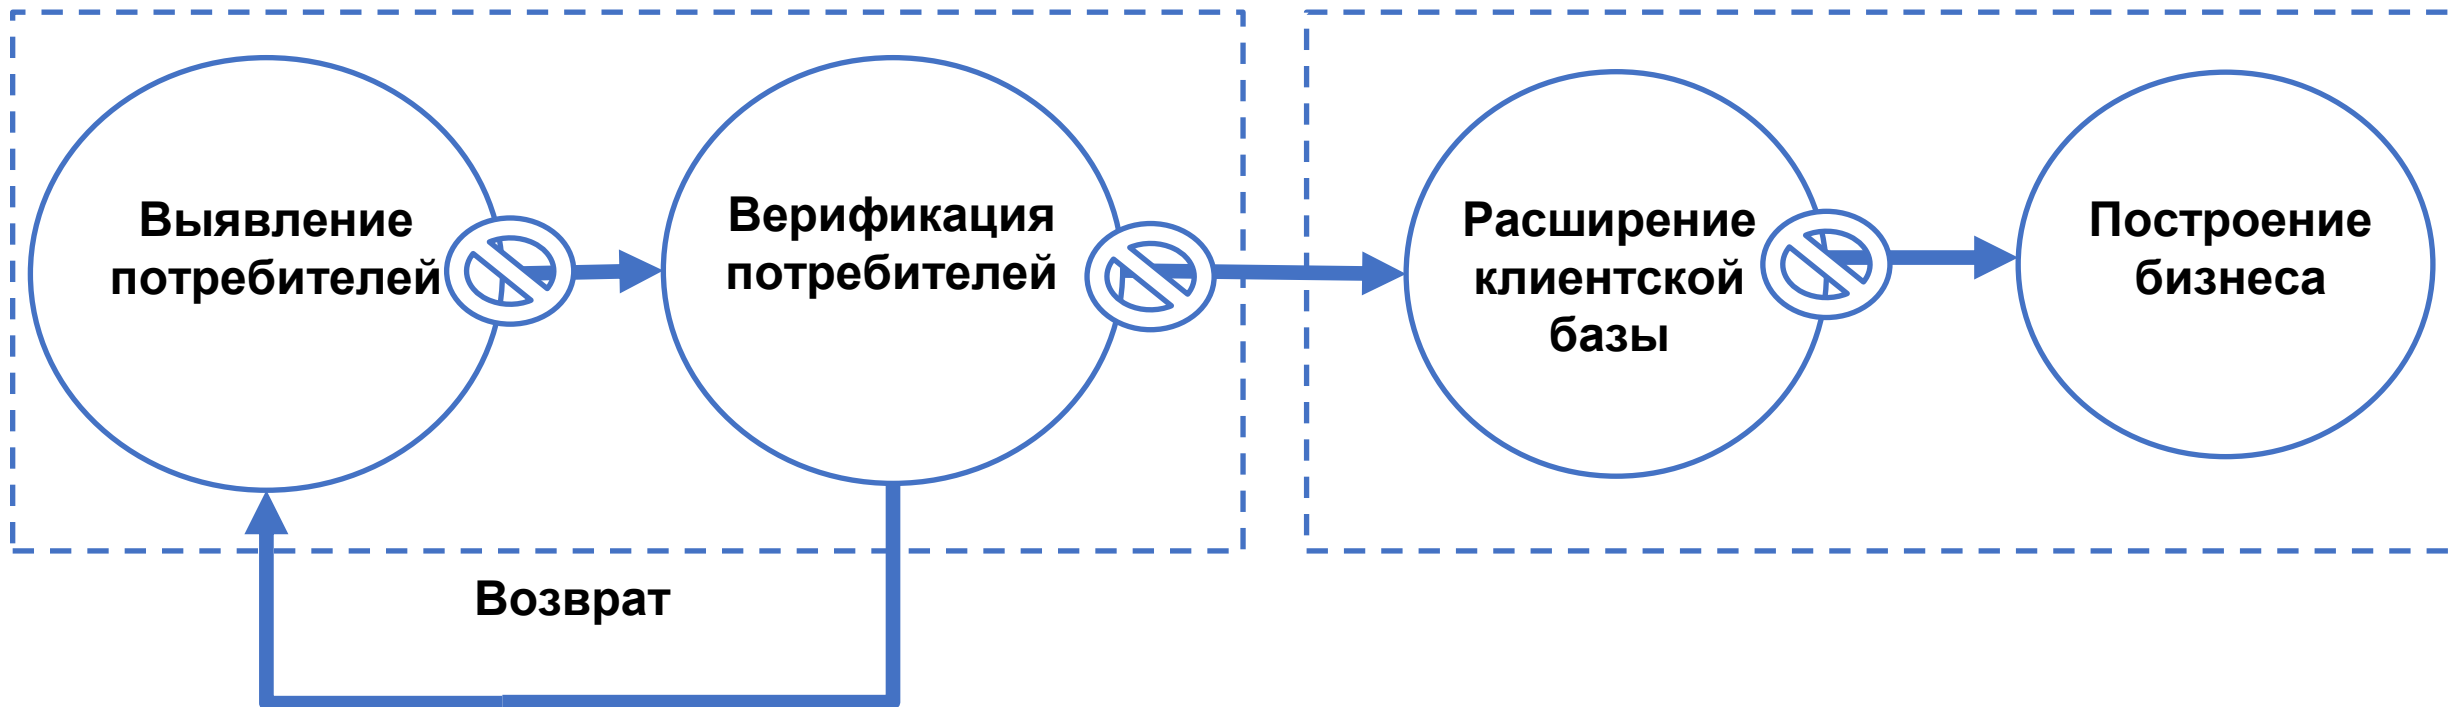 Выявление
потребителей
Верификация
потребителей
Расширение
клиентской
базы
Построение
бизнеса
Возврат